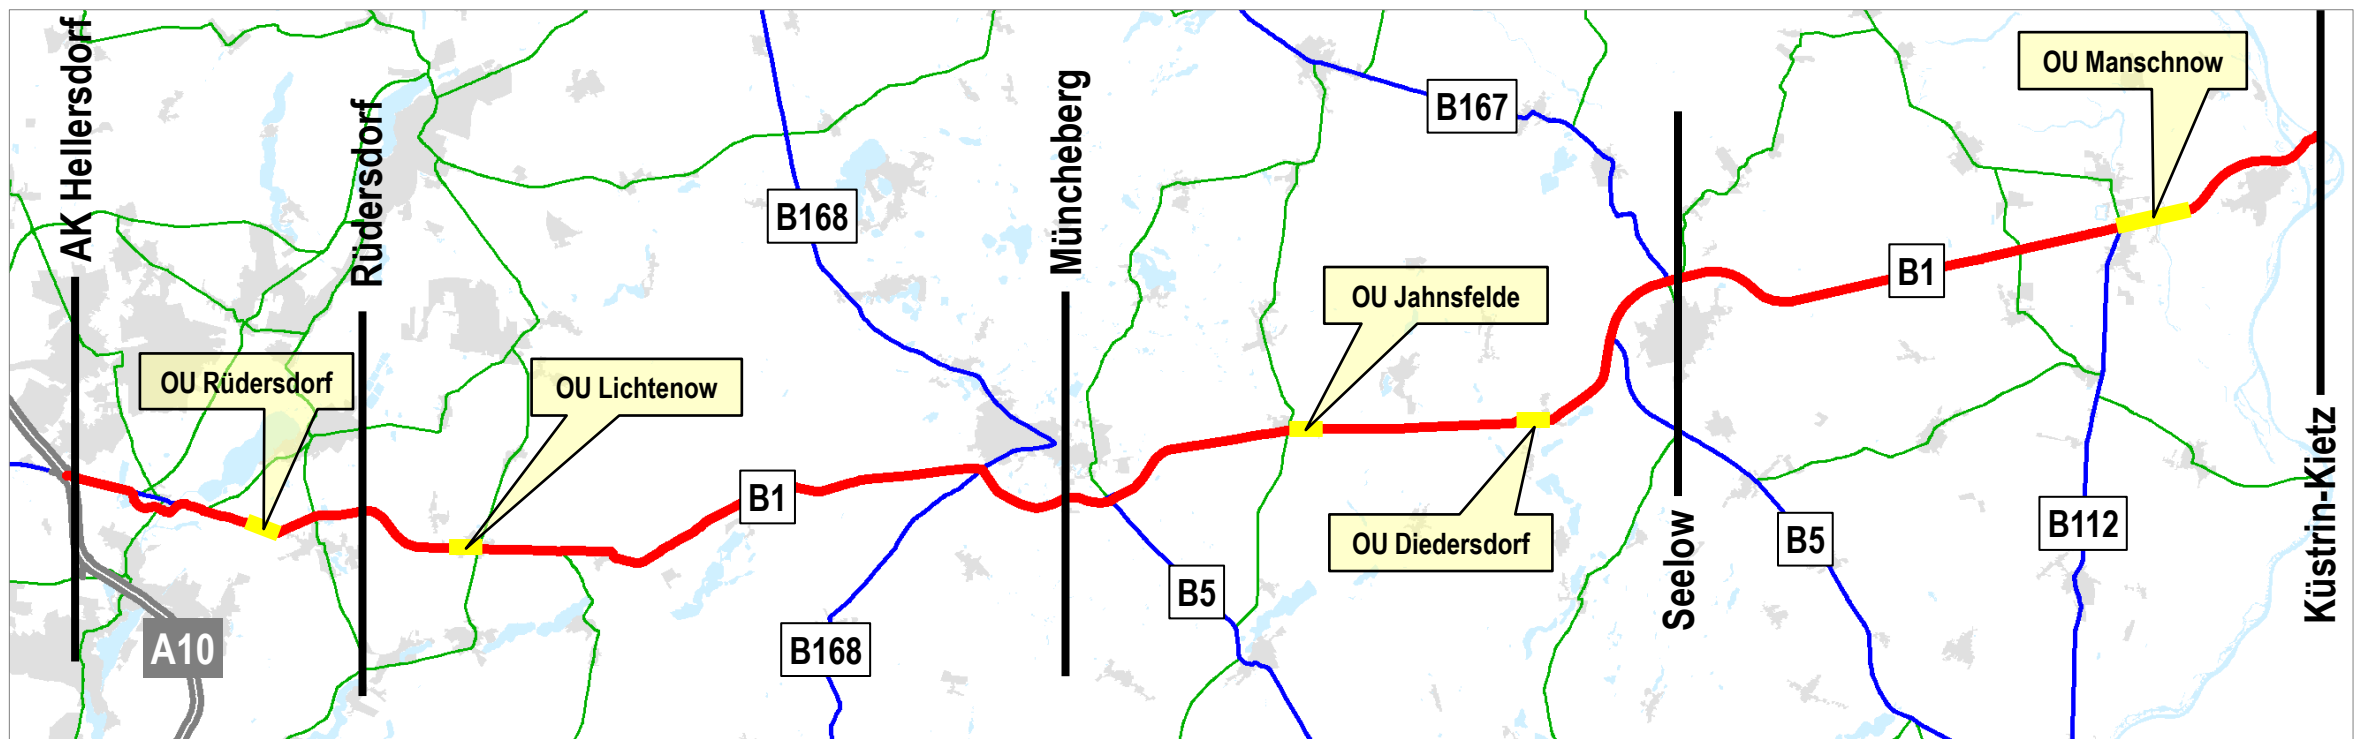 AK Hellersdorf
Rüdersdorf
Müncheberg
Seelow
Küstrin-Kietz
OU Manschnow
B167
B168
B1
OU Jahnsfelde
OU Rüdersdorf
OU Lichtenow
B1
B112
OU Diedersdorf
B5
B5
A10
B168